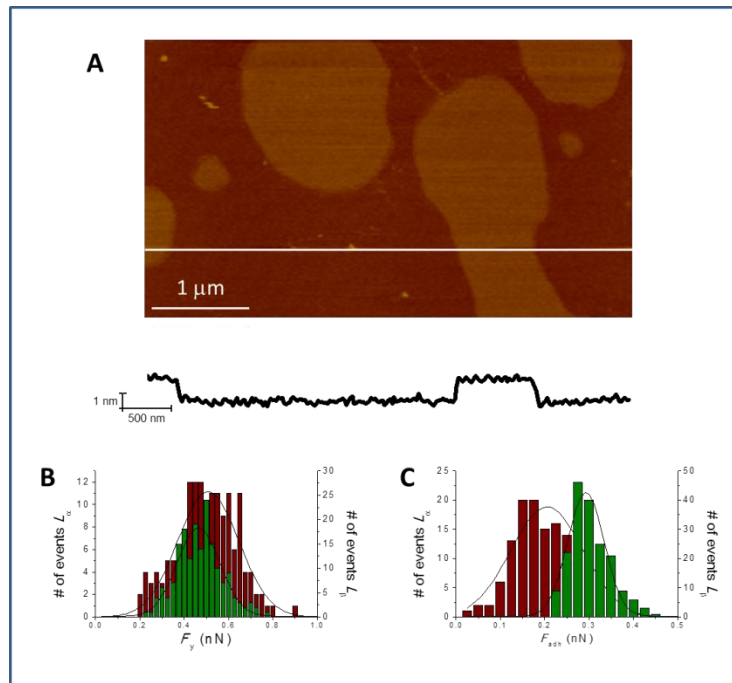 A
1 μm
1 nm
500 nm
B
12
10
8
6
4
2
0
# of events Lα
30
25
20
15
10
5
0
# of events Lβ
0.0 0.2 0.4 0.6 0.8 1.0
Fy (nN)
C
25
20
15
10
5
0
# of events Lα
50
40
30
20
10
0
# of events Lβ
0.0 0.1 0.2 0.3 0.4 0.5
Fadh (nN)